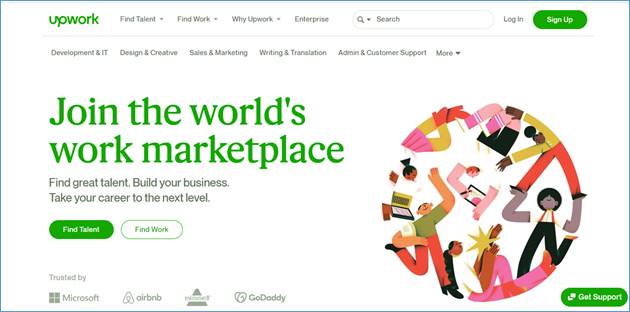 upwork
Find Talent
Find Work
Why Upwork
Enterprise
Search
Log In
Sign Up
Development & IT
Design & Creative
Sales & Marketing
Writing & Translation
Admin & Customer Support
More
Join the world's
work marketplace
Find great talent. Build your business.
Take your career to the next level.
Find Talent
Find Work
Trusted by
Microsoft
airbnb
GoDaddy
Get Support